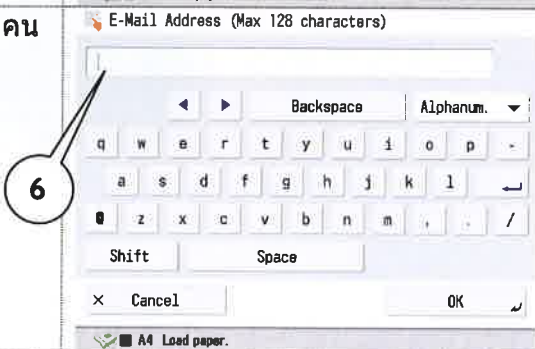 คน
E-Mail Address (Max 128 characters)
Backspace
Alphanum.
q w e r t y u i o p -
a s d f g h j k l
6
@ z x c v b n m , . /
Shift
Space
× Cancel
OK
A4 Load paper.